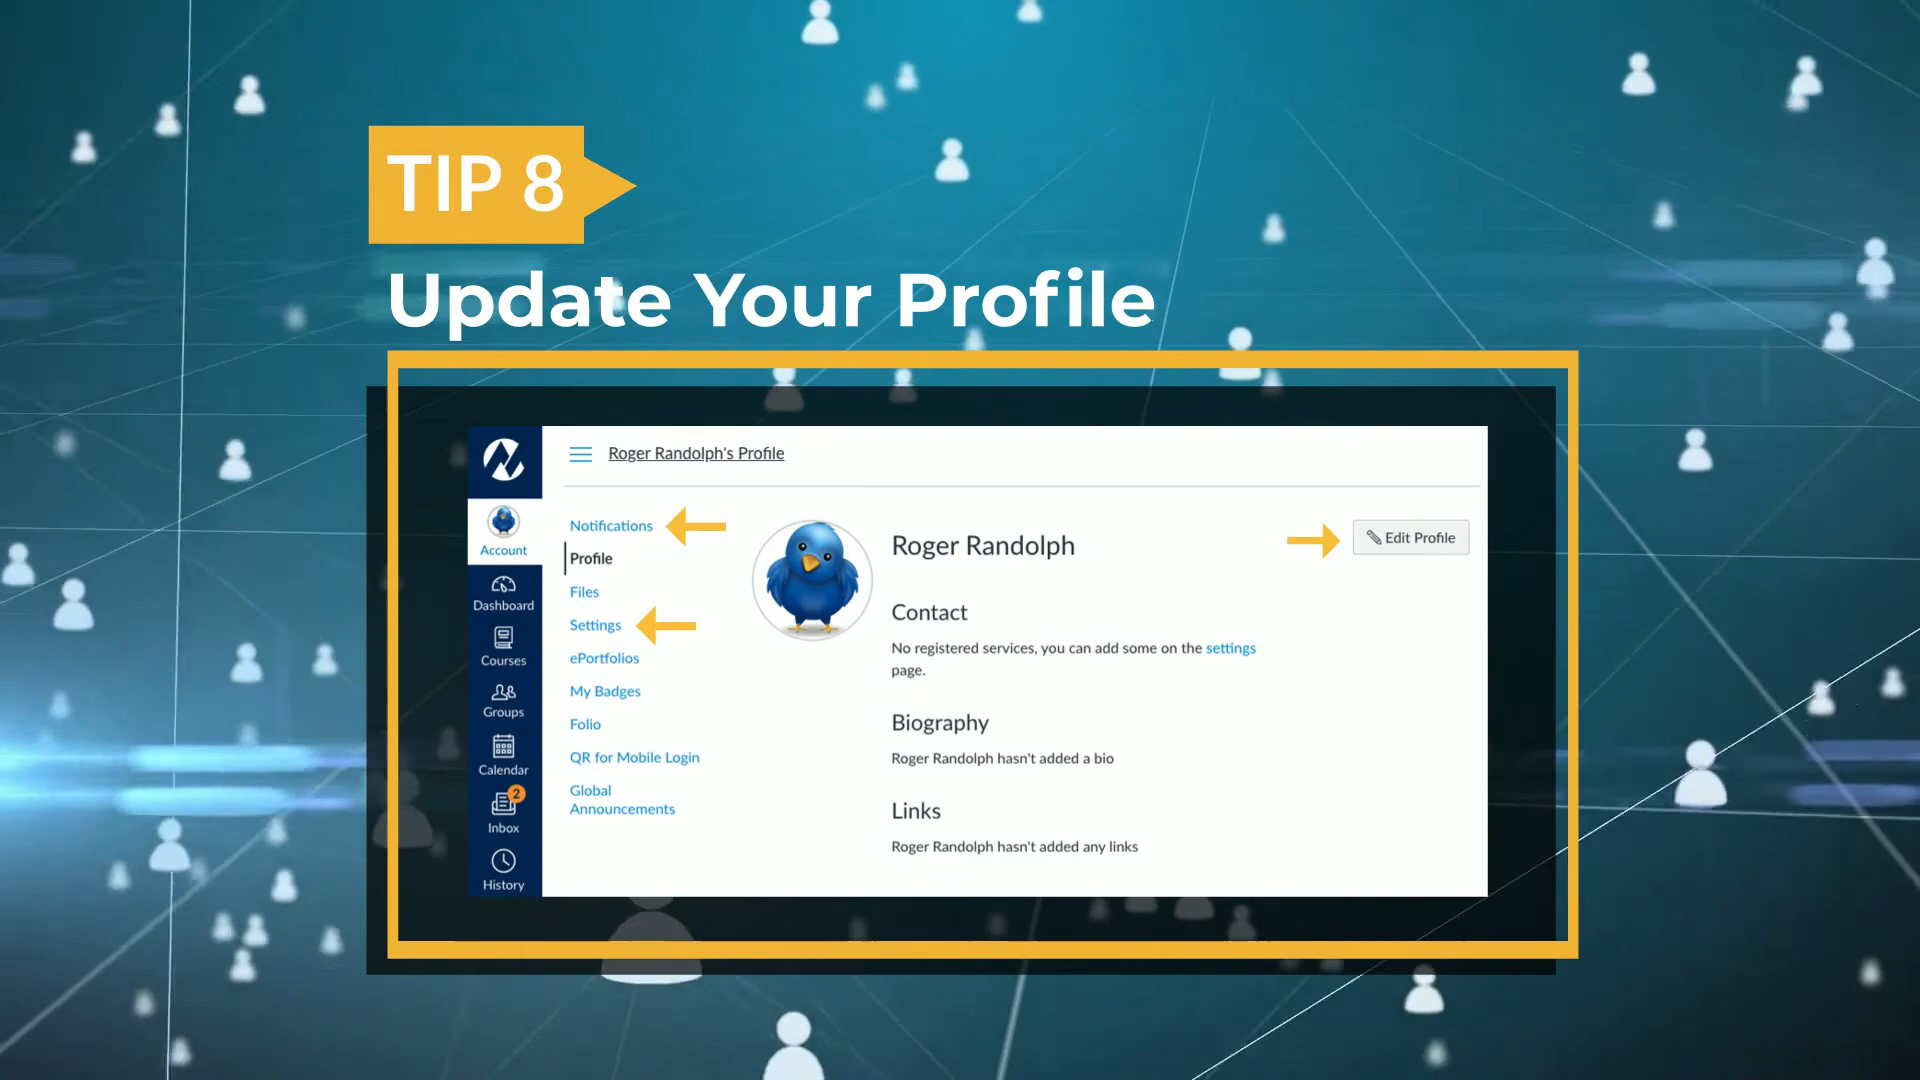 TIP 8
Update Your Profile
Roger Randolph's Profile
Account
Dashboard
Courses
Groups
Calendar
2
Inbox
History
Notifications
Profile
Files
Settings
ePortfolios
My Badges
Folio
QR for Mobile Login
Global
Announcements
Roger Randolph
Edit Profile
Contact
No registered services, you can add some on the settings
page.
Biography
Roger Randolph hasn't added a bio
Links
Roger Randolph hasn't added any links